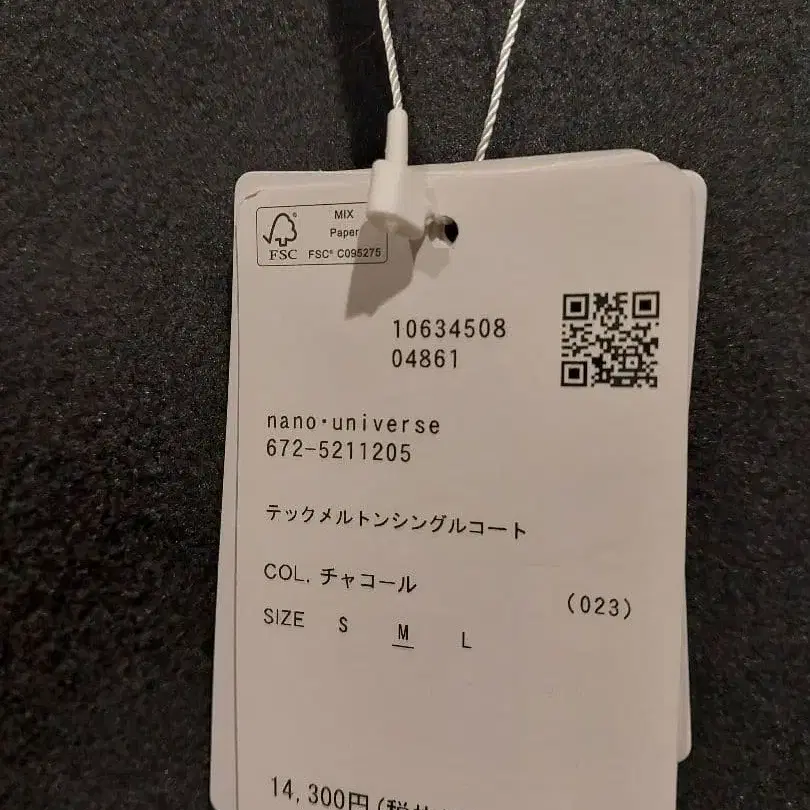 MIX
Paper
FSC
FSC® C095275
10634508
04861
nano・universe
672-5211205
テックメルトンシングルコート
COL. チャコール (023)
SIZE S M L
14,300円(税